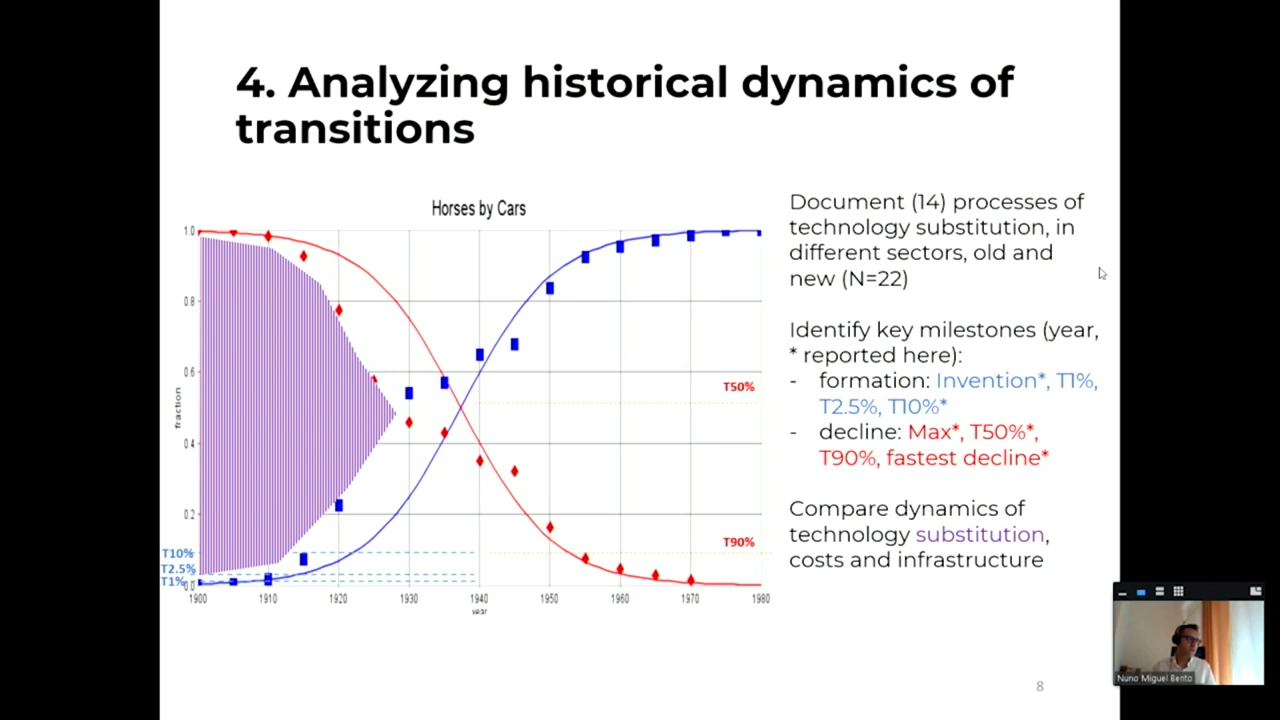 4. Analyzing historical dynamics of
transitions
Horses by Cars
1.0
0.8
0.6
0.4
0.2
0.0
fraction
T10%
T2.5%
T1%
T50%
T90%
1900
1910
1920
1930
1940
1950
1960
1970
1980
year
Document (14) processes of
technology substitution, in
different sectors, old and
new (N=22)
Identify key milestones (year,
* reported here):
- formation: Invention*, T1%,
T2.5%, T10%*
- decline: Max*, T50%*,
T90%, fastest decline*
Compare dynamics of
technology substitution,
costs and infrastructure
8
Nuno Miguel Bento